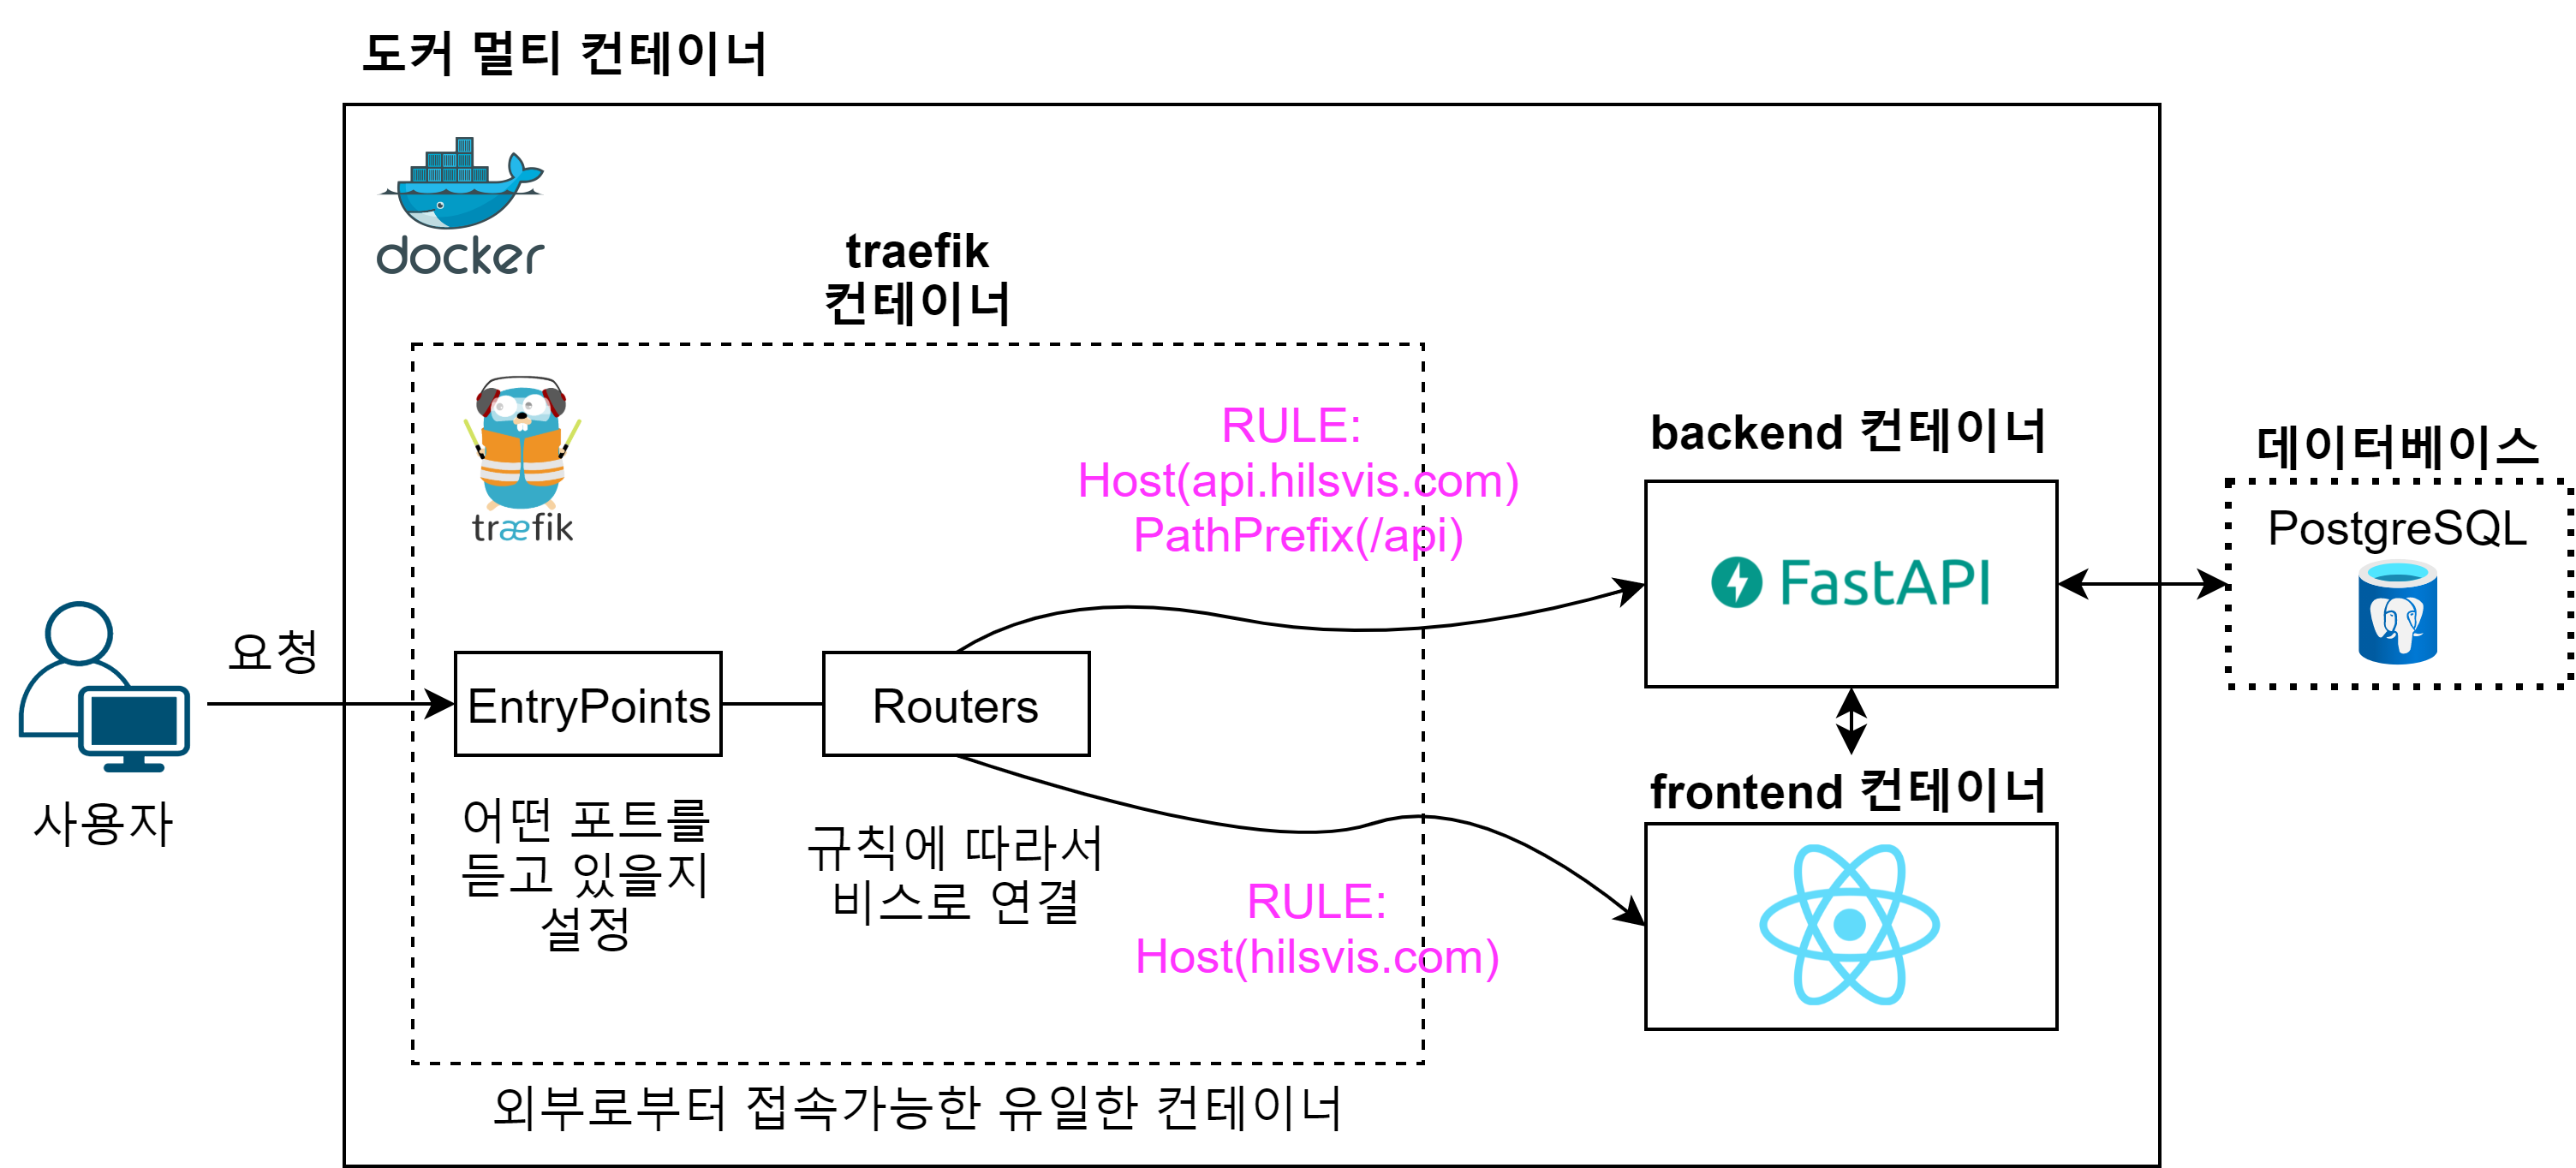 도커 멀티 컨테이너
docker
traefik
컨테이너
træfik
RULE:
Host(api.hilsvis.com)
PathPrefix(/api)
backend 컨테이너
FastAPI
데이터베이스
PostgreSQL
요청
사용자
EntryPoints
Routers
어떤 포트를
듣고 있을지
설정
규칙에 따라서
비스로 연결
RULE:
Host(hilsvis.com)
frontend 컨테이너
외부로부터 접속가능한 유일한 컨테이너